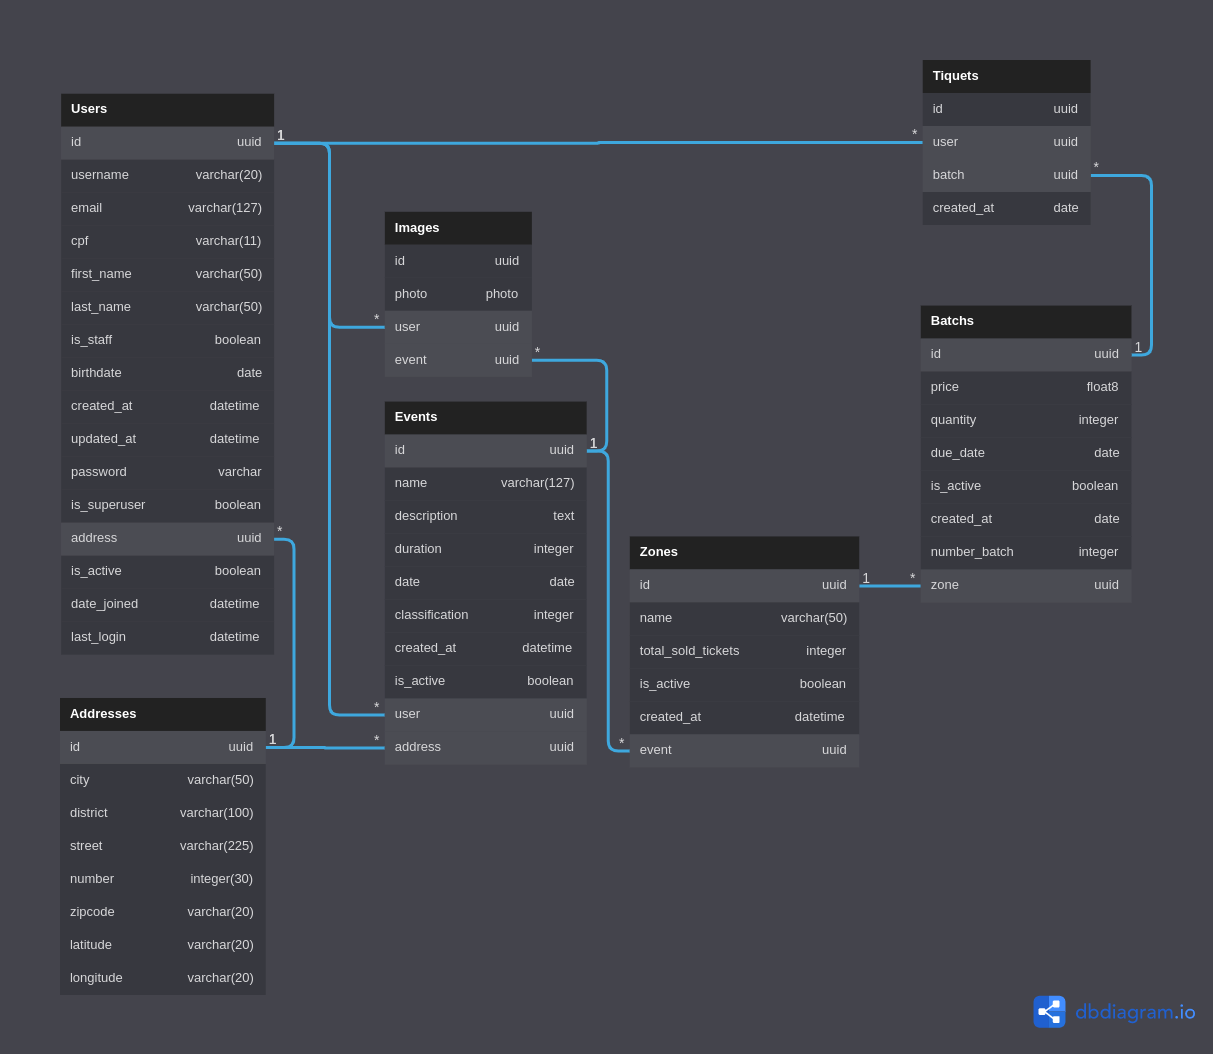 Users
id uuid 1
username varchar(20)
email varchar(127)
cpf varchar(11)
first_name varchar(50)
last_name varchar(50)
is_staff boolean
birthdate date
created_at datetime
updated_at datetime
password varchar
is_superuser boolean
address uuid *
is_active boolean
date_joined datetime
last_login datetime
Addresses
id uuid 1
city varchar(50)
district varchar(100)
street varchar(225)
number integer(30)
zipcode varchar(20)
latitude varchar(20)
longitude varchar(20)
Images
id uuid
photo photo
* user uuid
event uuid *
Events
id uuid 1
name varchar(127)
description text
duration integer
date date
classification integer
created_at datetime
is_active boolean
* user uuid
* address uuid
Zones
id uuid 1
name varchar(50)
total_sold_tickets integer
is_active boolean
created_at datetime
* event uuid
Tiquets
id uuid
* user uuid
batch uuid *
created_at date
Batchs
id uuid 1
price float8
quantity integer
due_date date
is_active boolean
created_at date
number_batch integer
* zone uuid
dbdiagram.io